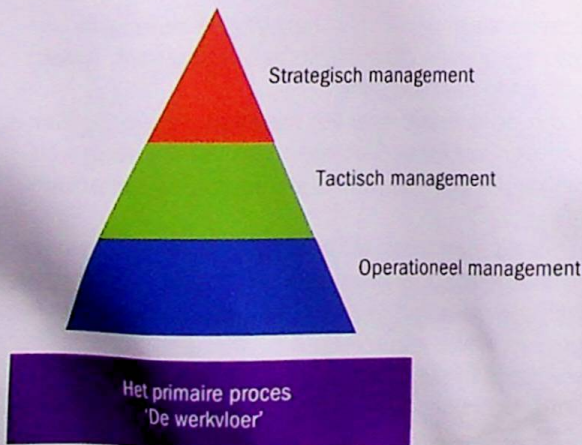 Strategisch management
Tactisch management
Operationeel management
Het primaire proces
'De werkvloer'